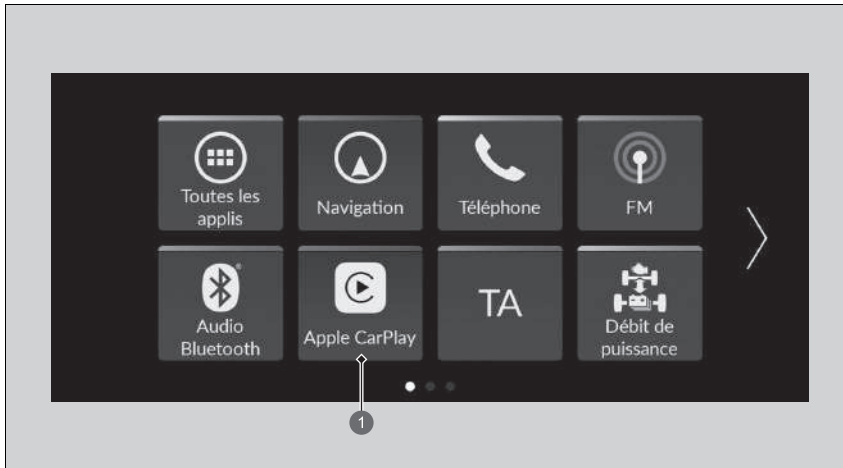 Toutes les
applis
Navigation
Téléphone
FM
Audio
Bluetooth
Apple CarPlay
TA
Débit de
puissance
1